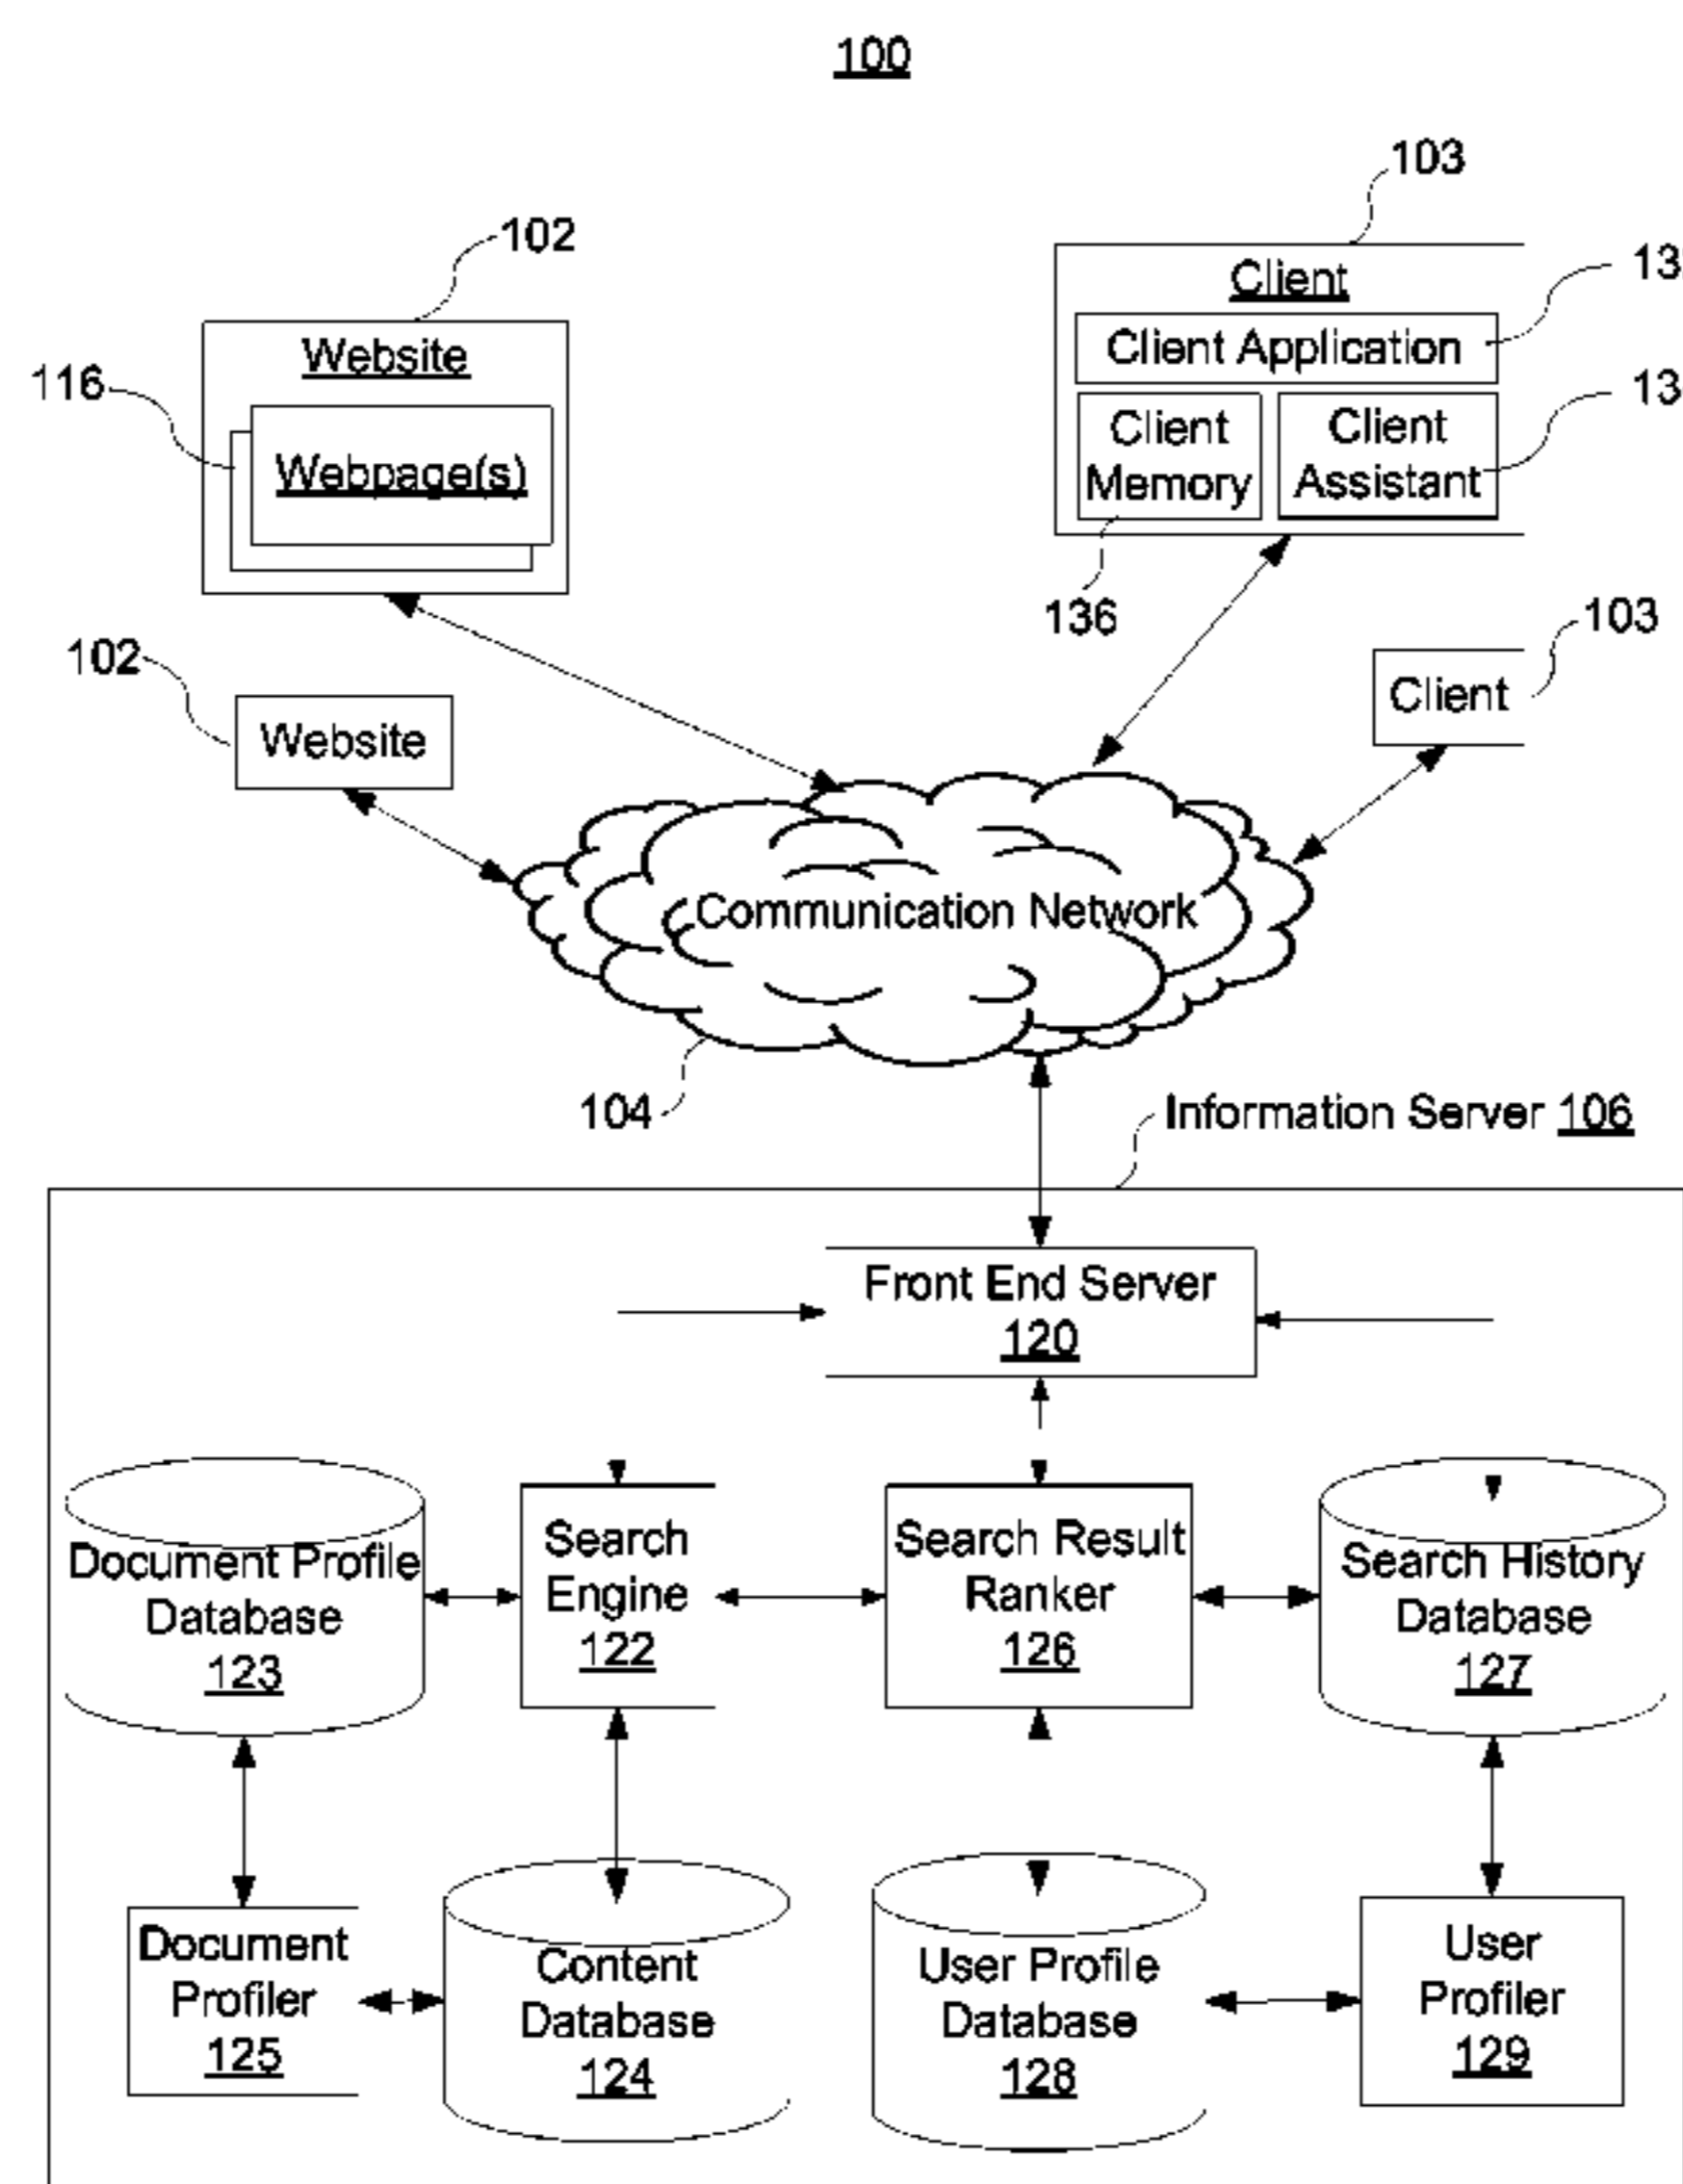 100
103
102
Client
13
Website
Client Application
116
13
Webpage(s)
Client
Memory
Client
Assistant
136
103
102
Client
Website
Communication Network
104
Information Server 106
Front End Server
120
Document Profile
Database
123
Search
Engine
122
Search Result
Ranker
126
Search History
Database
127
Document
Profiler
125
Content
Database
124
User Profile
Database
128
User
Profiler
129